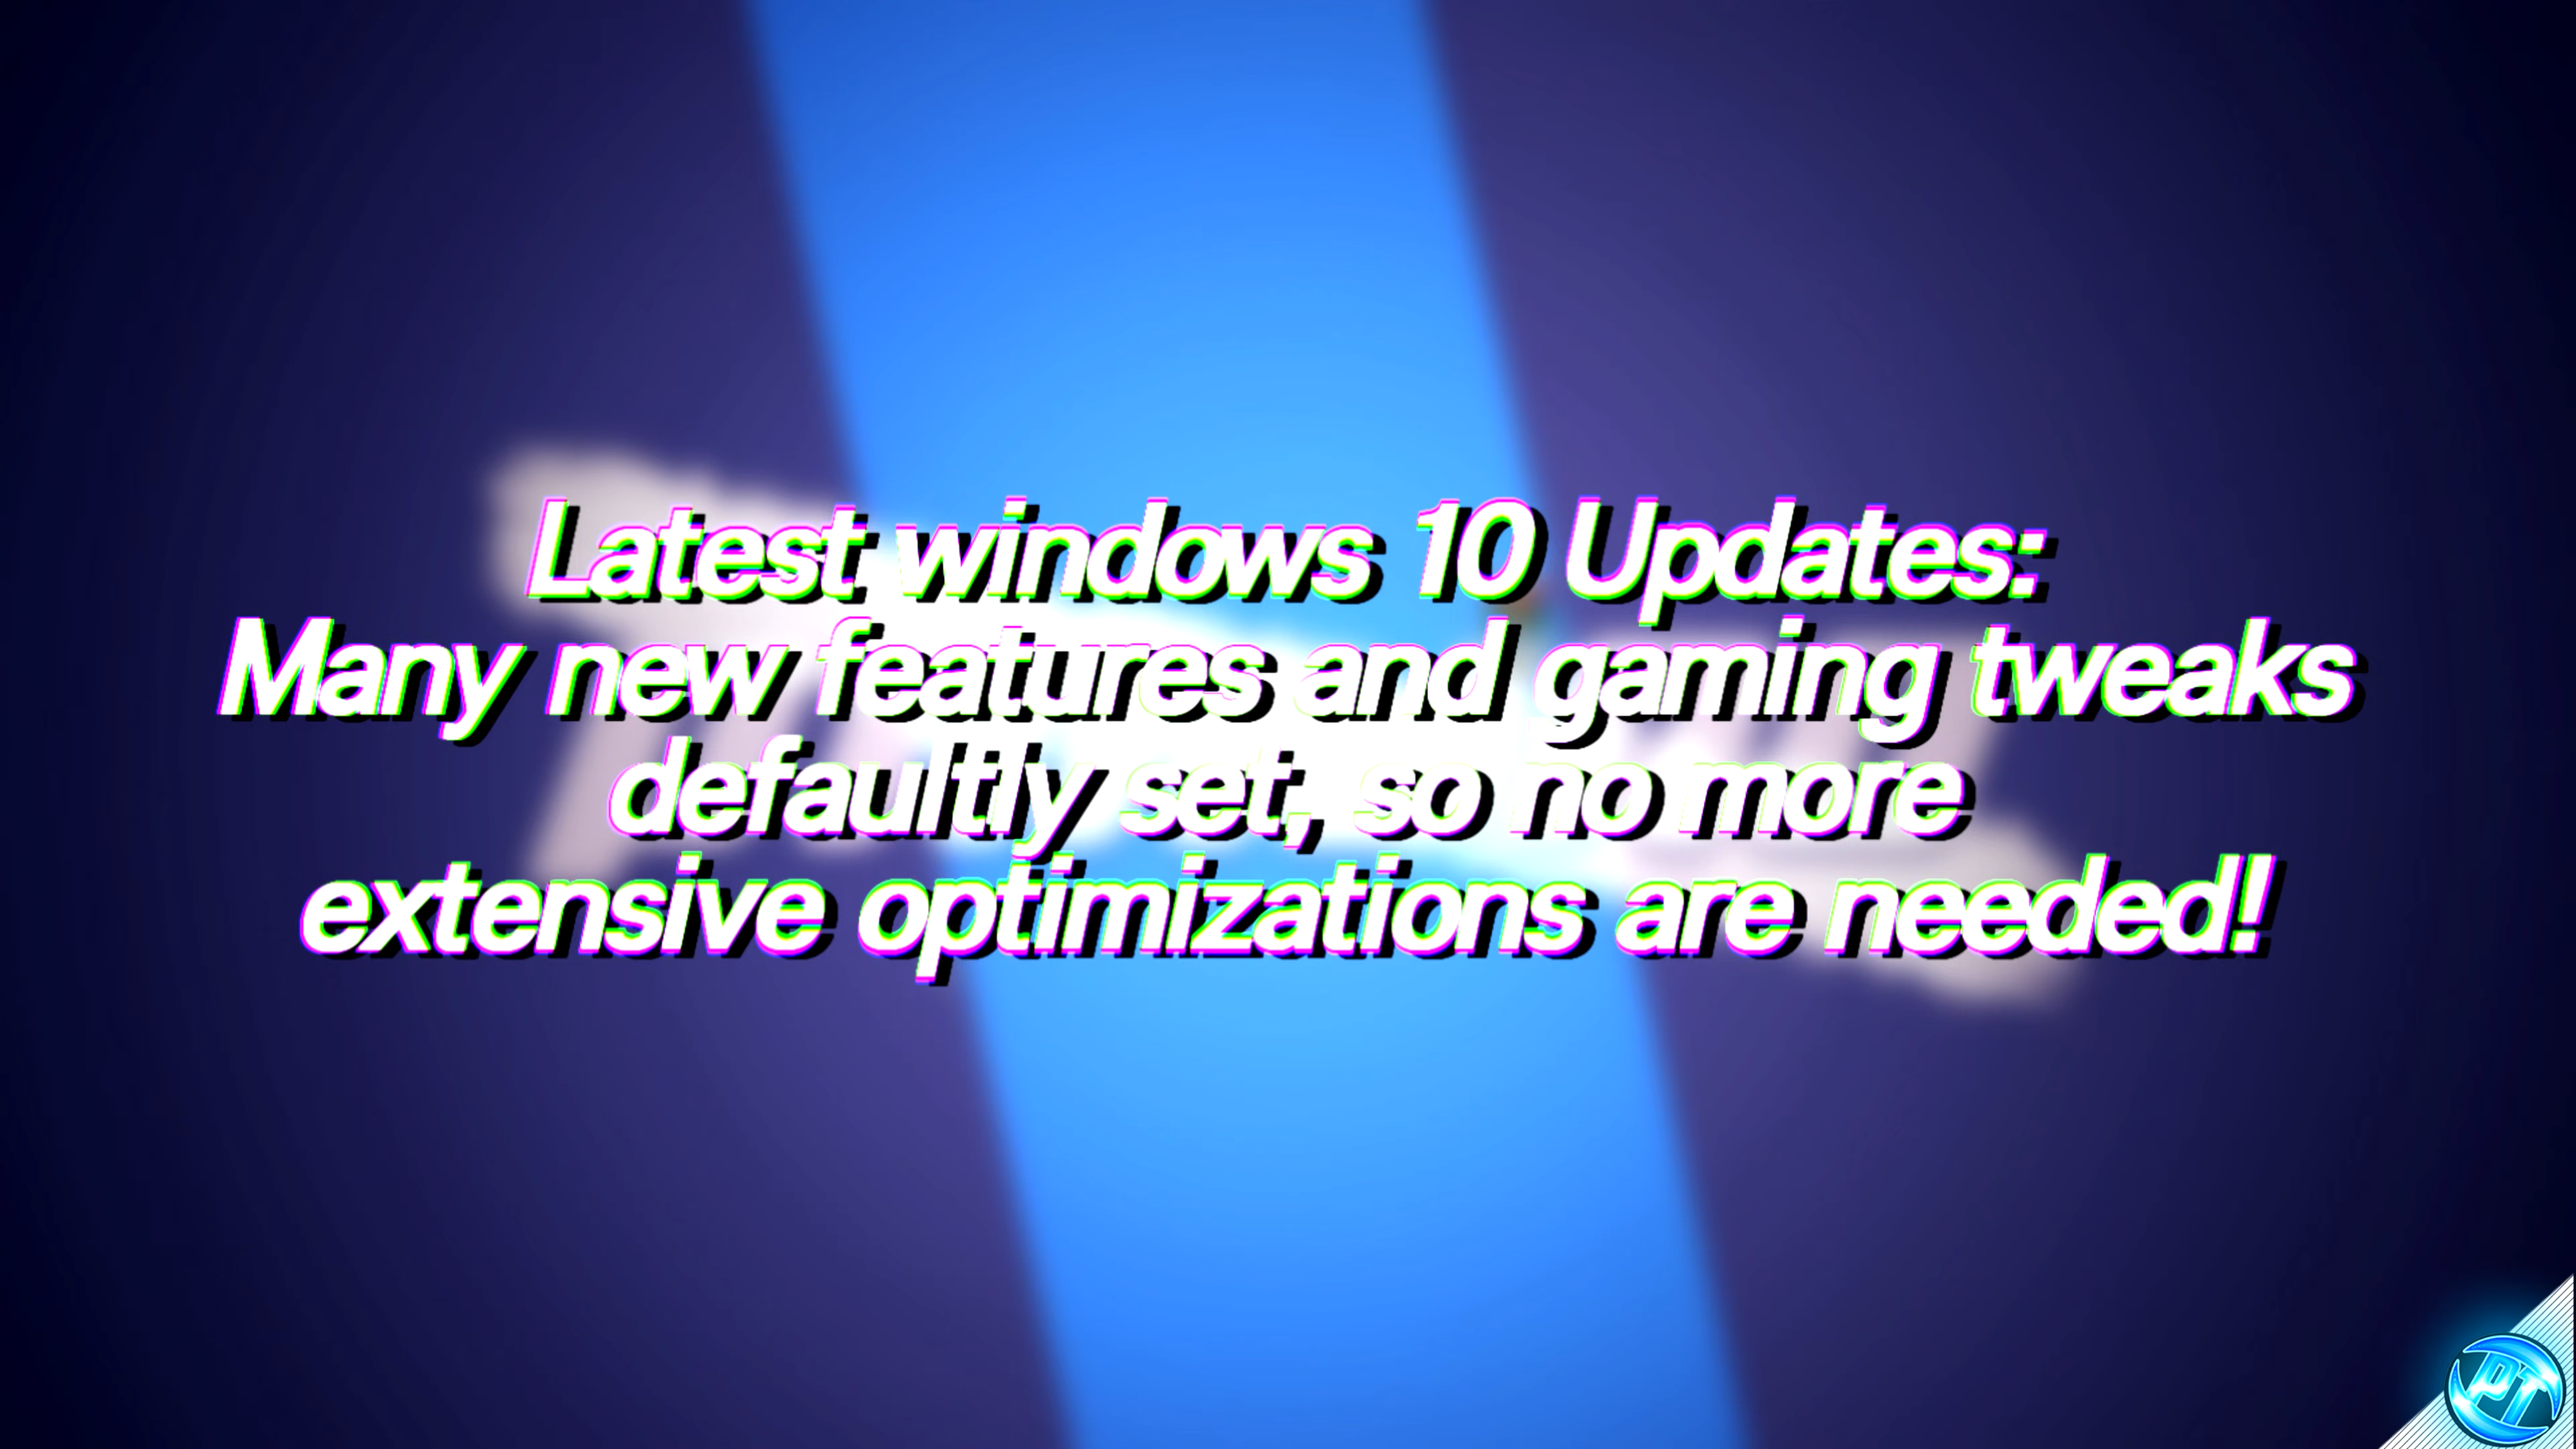 Latest windows 10 Updates:
Many new features and gaming tweaks
defaultly set, so no more
extensive optimizations are needed!
PT